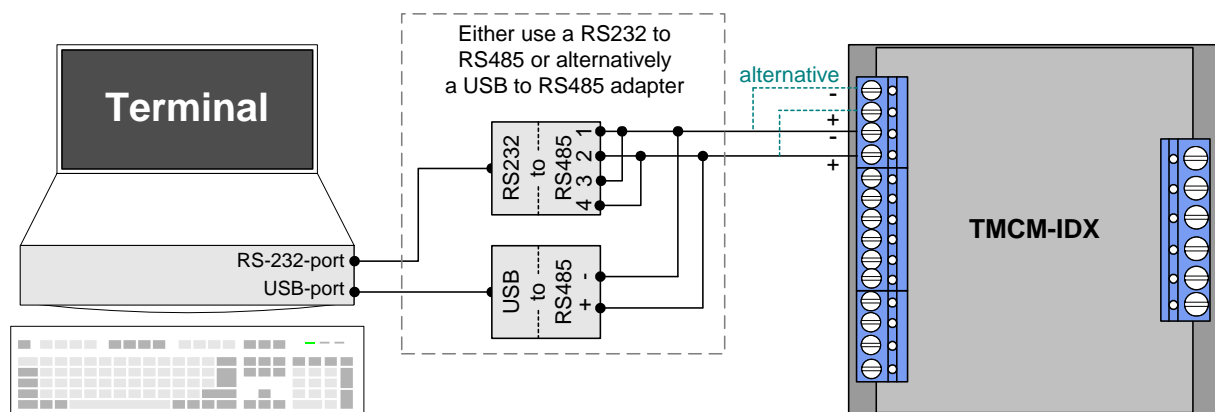 Either use a RS232 to
RS485 or alternatively
a USB to RS485 adapter
Terminal
alternative
-
+
-
+
RS232
to
RS485
1
2
3
4
TMCM-IDX
RS-232-port
USB-port
USB
to
RS485
-
+